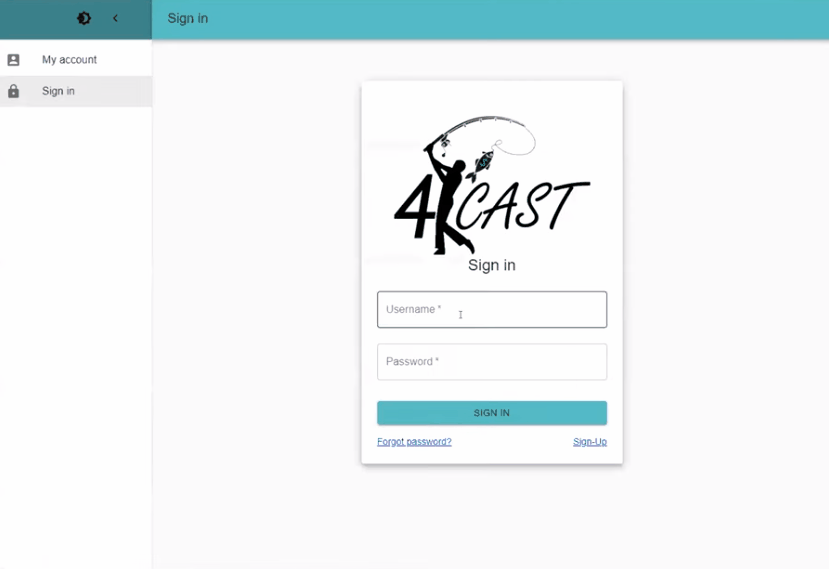 Sign in
My account
Sign in
4CAST
Sign in
Username *
Password *
SIGN IN
Forgot password?
Sign-Up